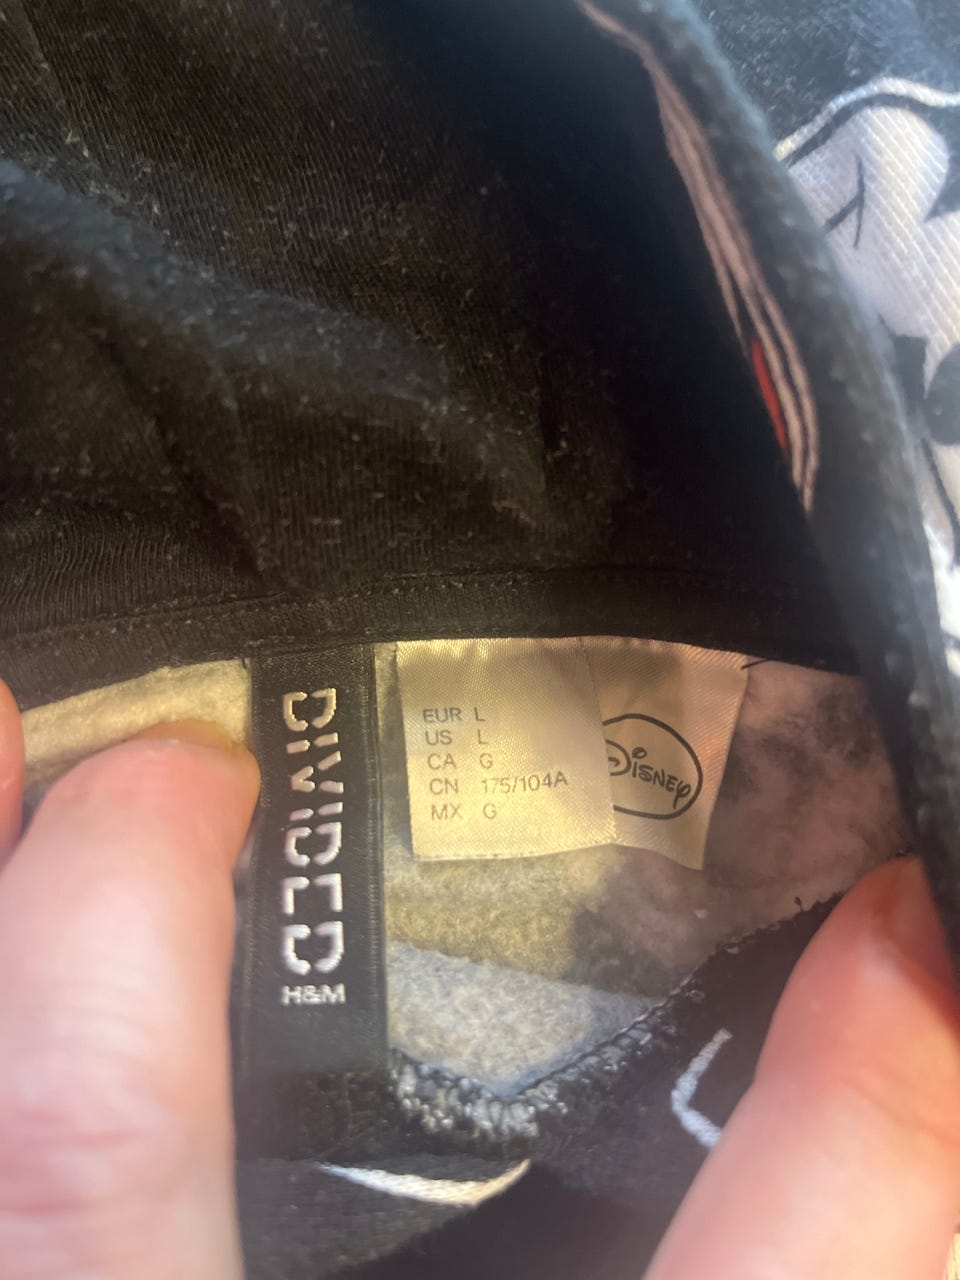 DIVIDED
H&M
EUR L
US L
CA G
CN 175/104A
MX G
Disney